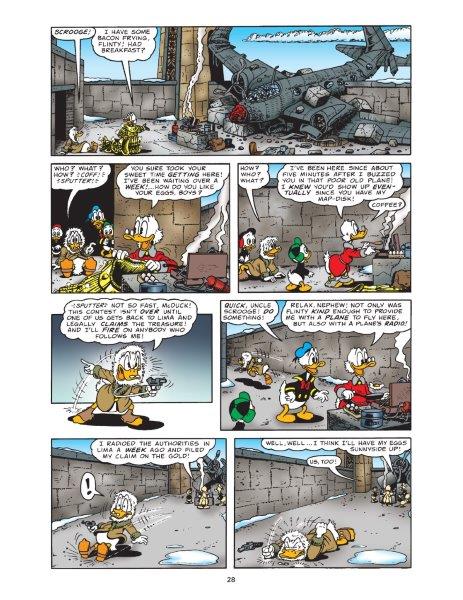 SCROOGE!
I HAVE SOME
BACON FRYING,
FLINTY! HAD
BREAKFAST?
WHO? WHAT?
HOW? :COFF:
:SPUTTER:
YOU SURE TOOK YOUR
SWEET TIME GETTING HERE!
I'VE BEEN WAITING OVER A
WEEK!...HOW DO YOU LIKE
YOUR EGGS, BOYS?
HOW?
WHO?
WHAT?
I'VE BEEN HERE SINCE ABOUT
FIVE MINUTES AFTER I BUZZED
YOU IN THAT POOR OLD PLANE!
I KNEW YOU'D SHOW UP EVEN-
TUALLY SINCE YOU HAVE MY
MAP-DISK!
COFFEE?
:SPUTTER: NOT SO FAST, McDUCK!
THIS CONTEST ISN'T OVER UNTIL
ONE OF US GETS BACK TO LIMA AND
LEGALLY CLAIMS THE TREASURE!
AND I'LL FIRE ON ANYBODY WHO
FOLLOWS ME!
QUICK, UNCLE
SCROOGE! DO
SOMETHING!
RELAX, NEPHEW! NOT ONLY WAS
FLINTY KIND ENOUGH TO PROVIDE
ME WITH A PLANE TO FLY HERE,
BUT ALSO WITH A PLANE'S RADIO!
I RADIOED THE AUTHORITIES IN
LIMA A WEEK AGO AND FILED
MY CLAIM ON THE GOLD!
!
WELL, WELL...I THINK I'LL HAVE MY EGGS
SUNNYSIDE UP!
US, TOO!
28